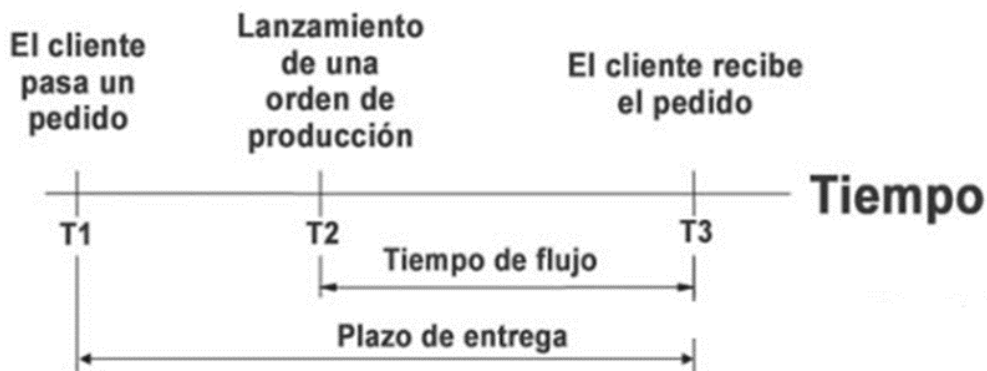 El cliente
pasa un
pedido
Lanzamiento
de una
orden de
producción
El cliente recibe
el pedido
Tiempo
T1
T2
T3
Tiempo de flujo
Plazo de entrega